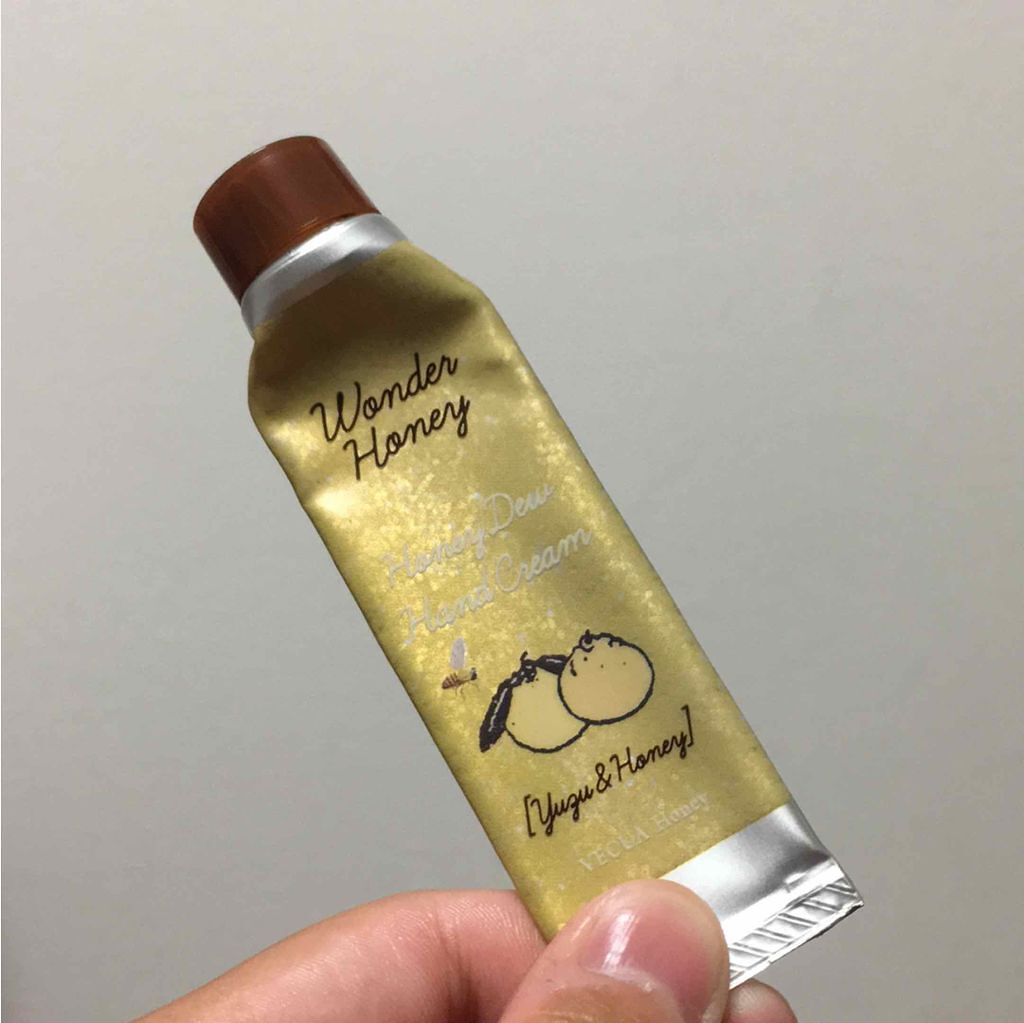 Wonder
Honey
Honey Dew
Hand Cream
[Yuzu & Honey]
VECUA Honey